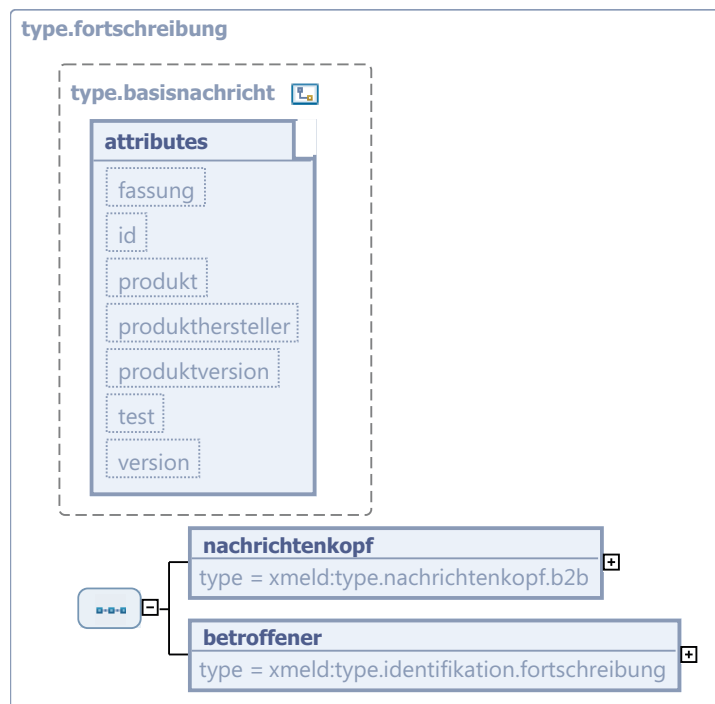 type.fortschreibung
type.basisnachricht
attributes
fassung
id
produkt
produkthersteller
produktversion
test
version
nachrichtenkopf
type = xmeld:type.nachrichtenkopf.b2b
betroffener
type = xmeld:type.identifikation.fortschreibung